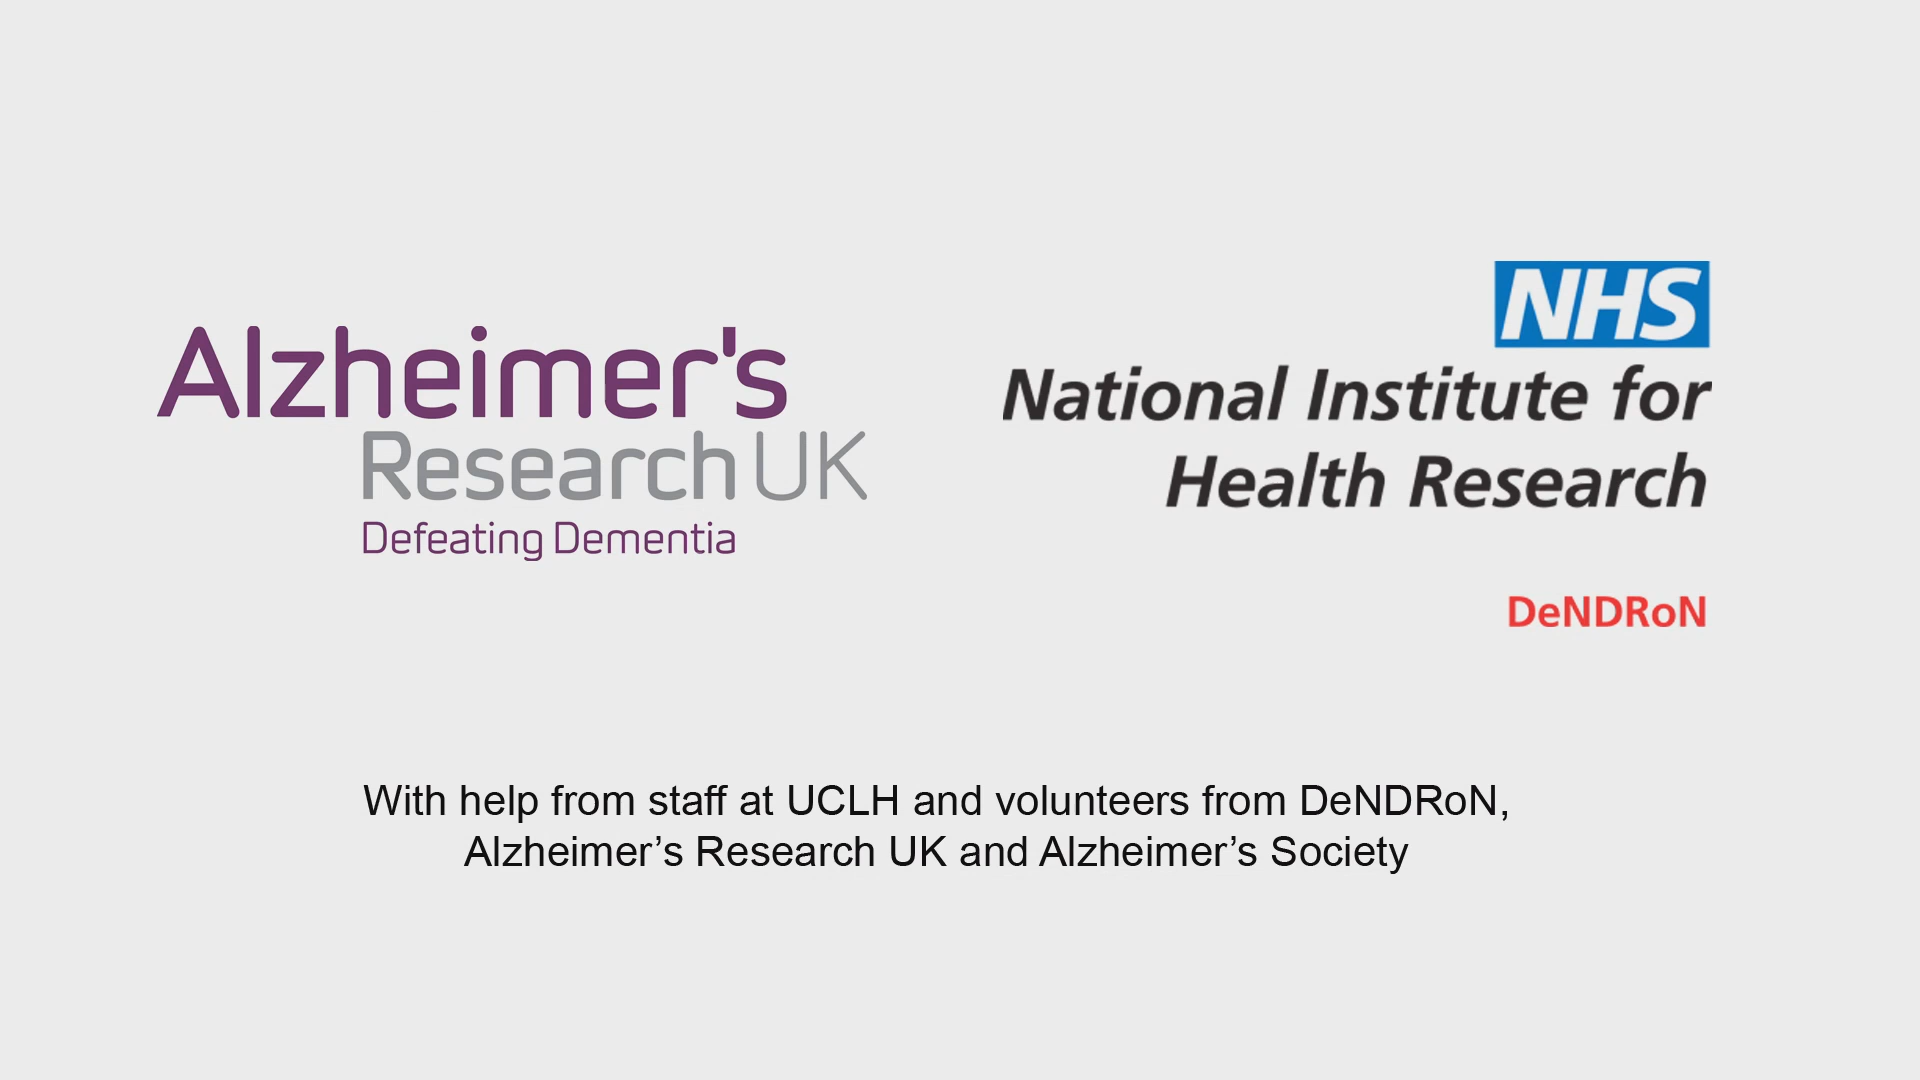 Alzheimer's
Research UK
Defeating Dementia
NHS
National Institute for
Health Research
DeNDRoN
With help from staff at UCLH and volunteers from DeNDRoN,
Alzheimer’s Research UK and Alzheimer’s Society